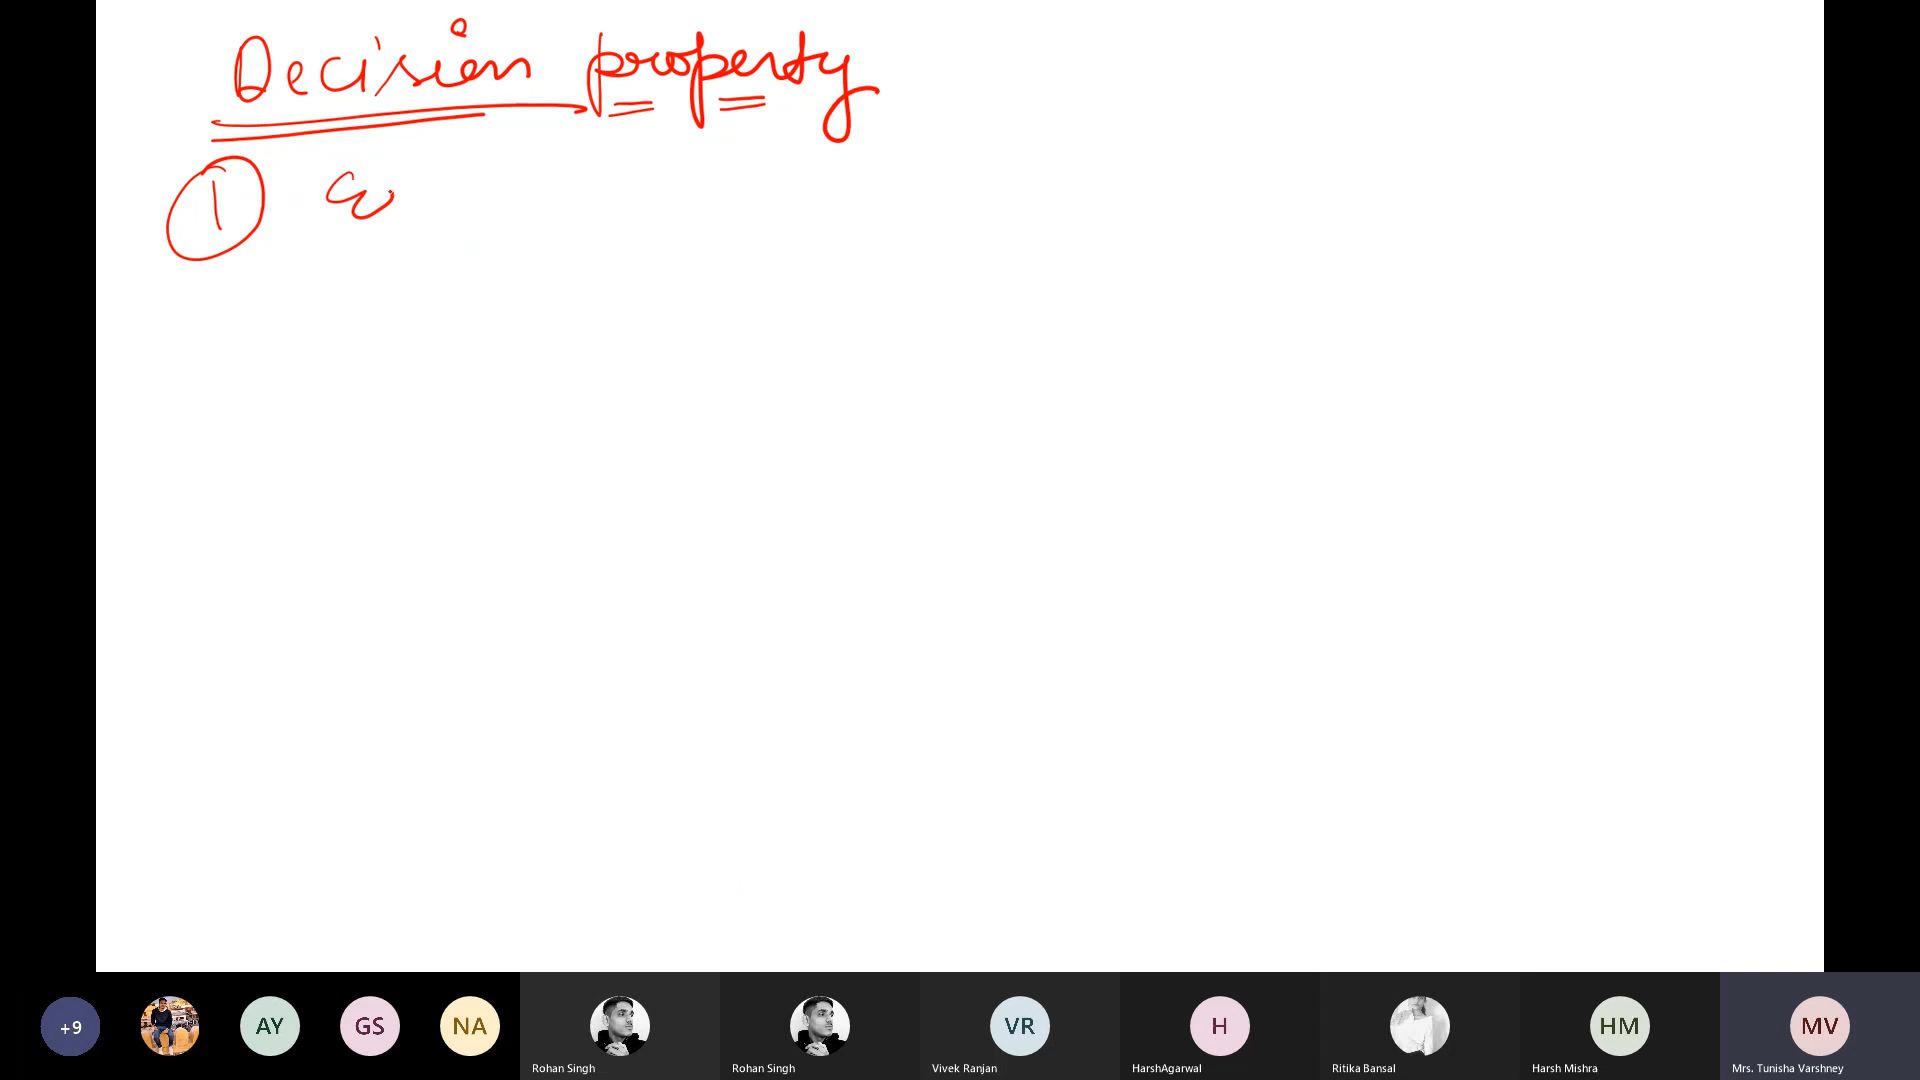 Decision property
1
+9
AY
GS
NA
VR
H
HM
MV
Rohan Singh
Rohan Singh
Vivek Ranjan
HarshAgarwal
Ritika Bansal
Harsh Mishra
Mrs. Tunisha Varshney